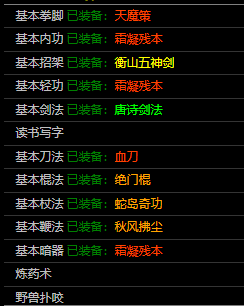 基本拳脚 已装备：天魔策
基本内功 已装备：霜凝残本
基本招架 已装备：衡山五神剑
基本轻功 已装备：霜凝残本
基本剑法 已装备：唐诗剑法
读书写字
基本刀法 已装备：血刀
基本棍法 已装备：绝门棍
基本杖法 已装备：蛇岛奇功
基本鞭法 已装备：秋风拂尘
基本暗器 已装备：霜凝残本
炼药术
野兽扑咬